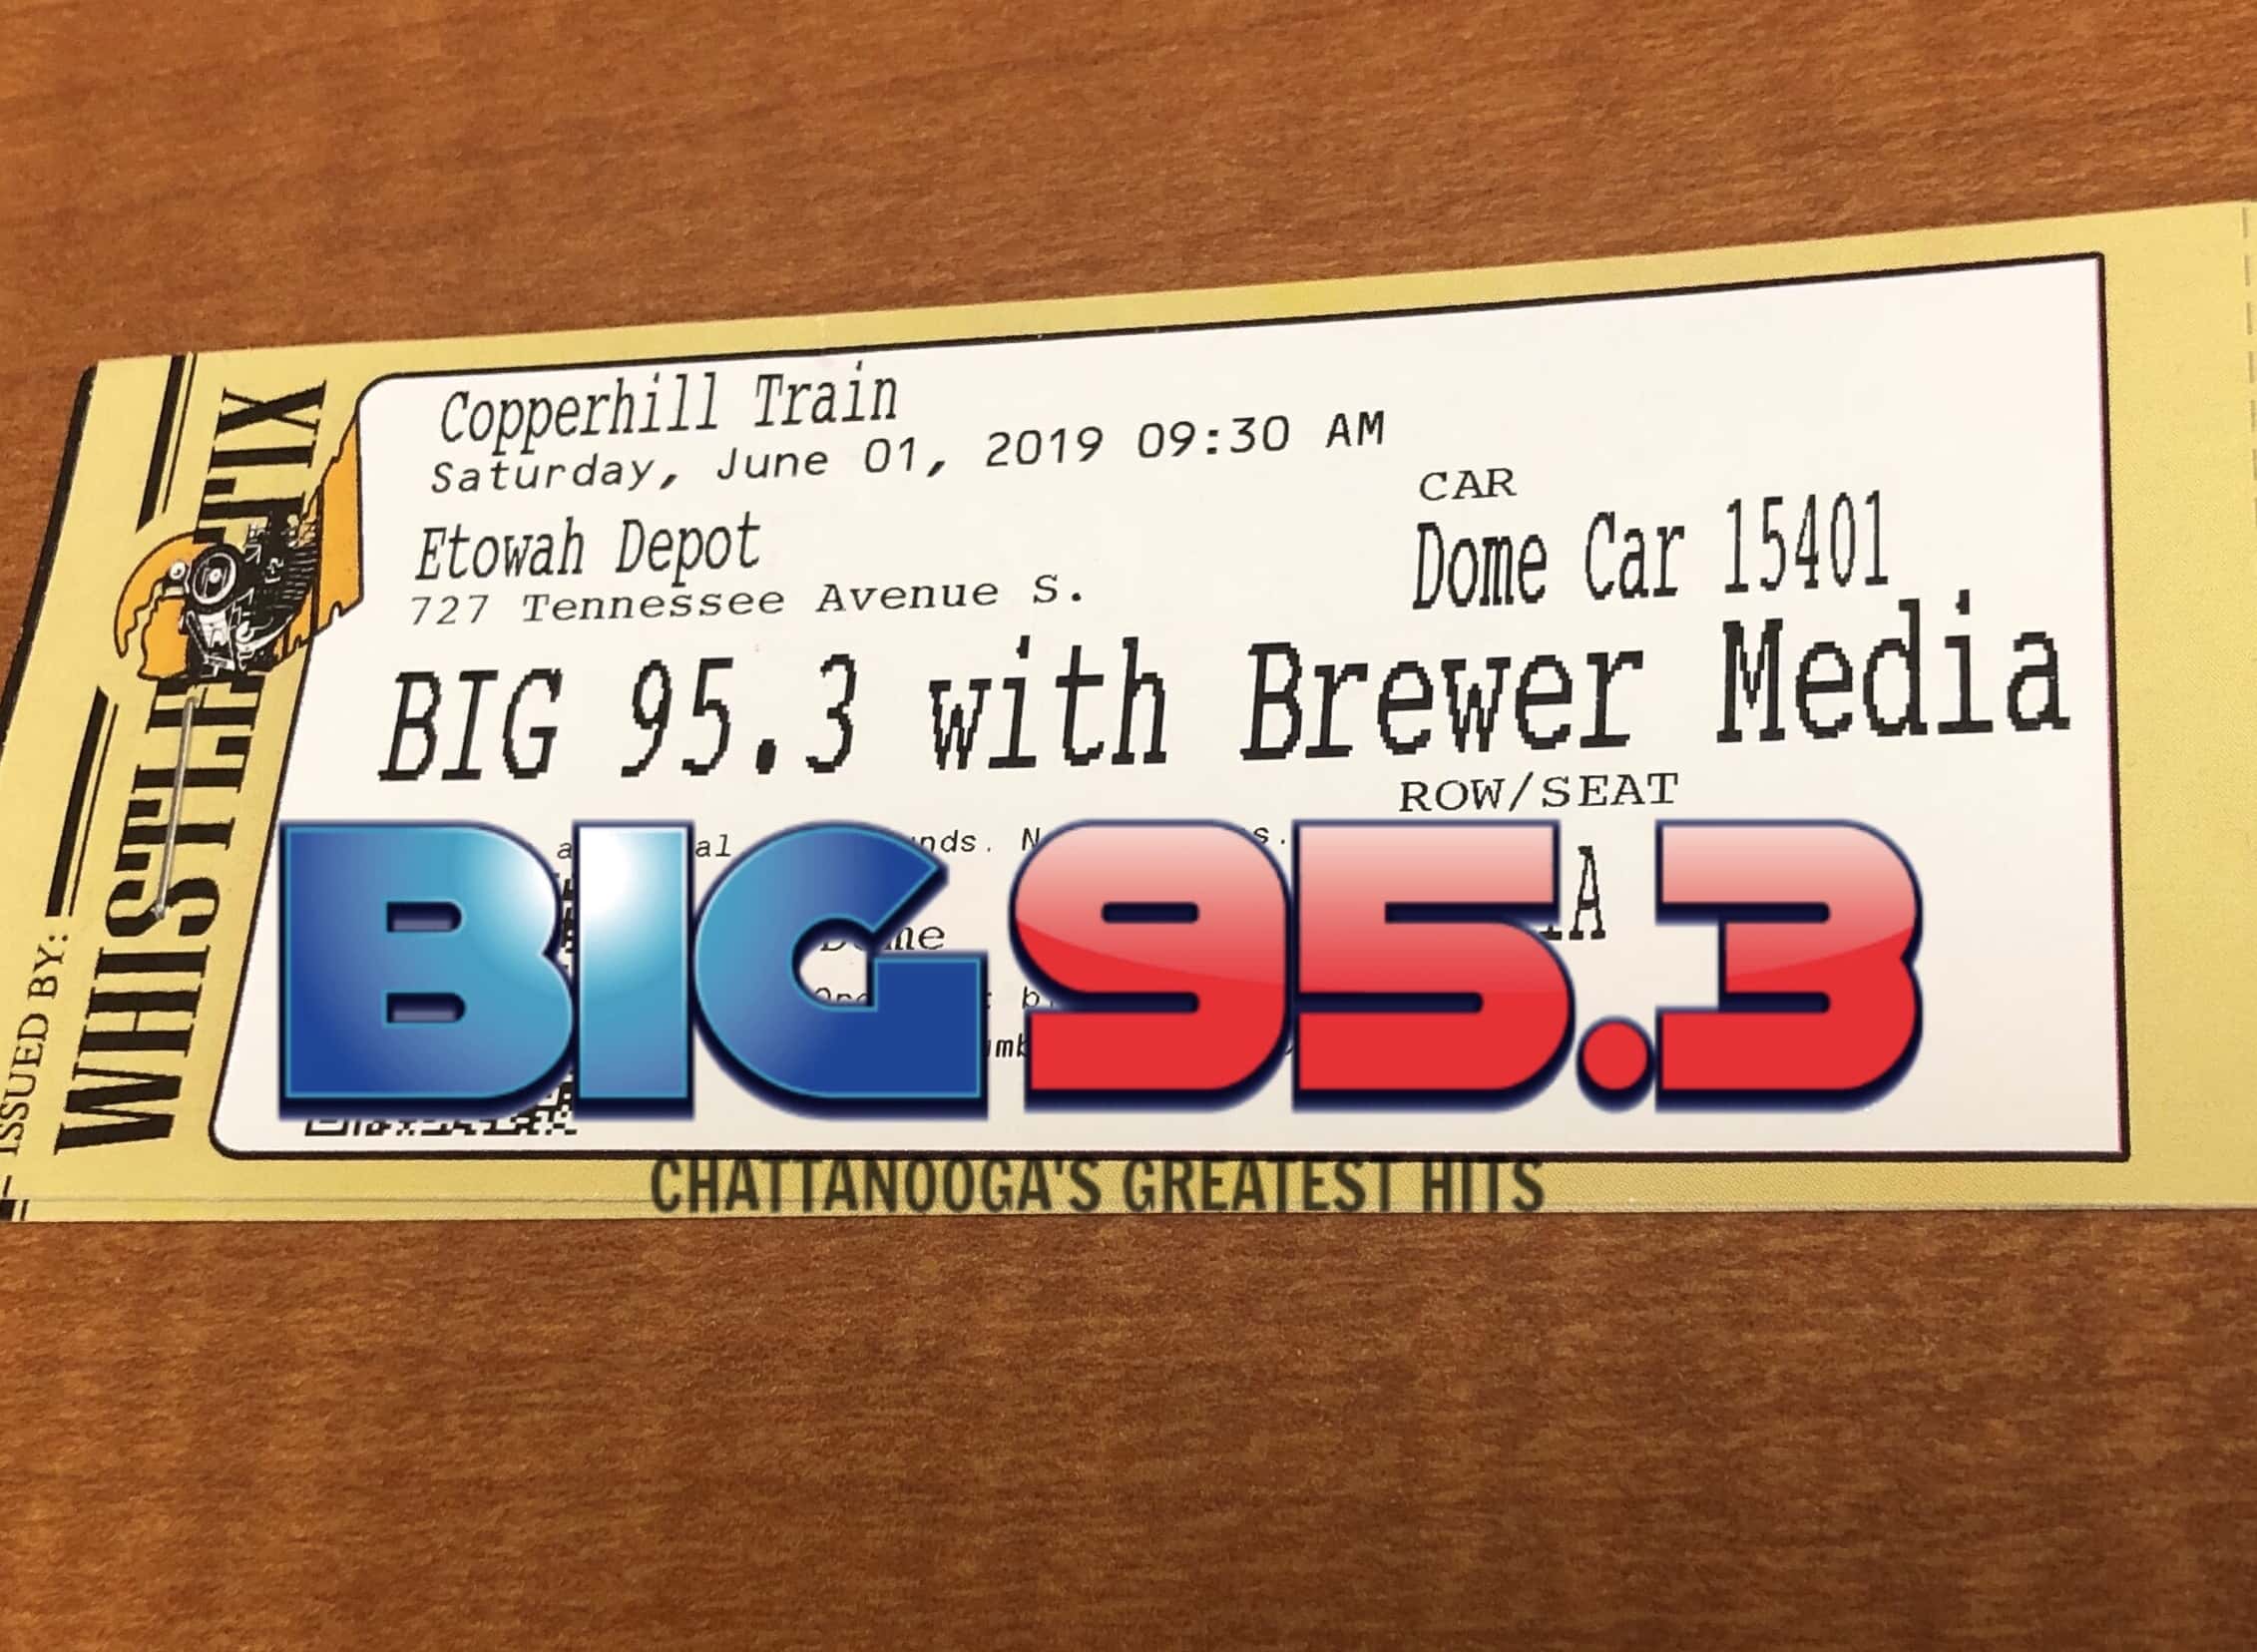 ISSUED BY:
WHISTLE TIX
Copperhill Train
Saturday, June 01, 2019 09:30 AM
Etowah Depot
727 Tennessee Avenue S.
CAR
Dome Car 15401
BIG 95.3 with Brewer Media
ROW/SEAT
BIG 95.3
CHATTANOOGA'S GREATEST HITS